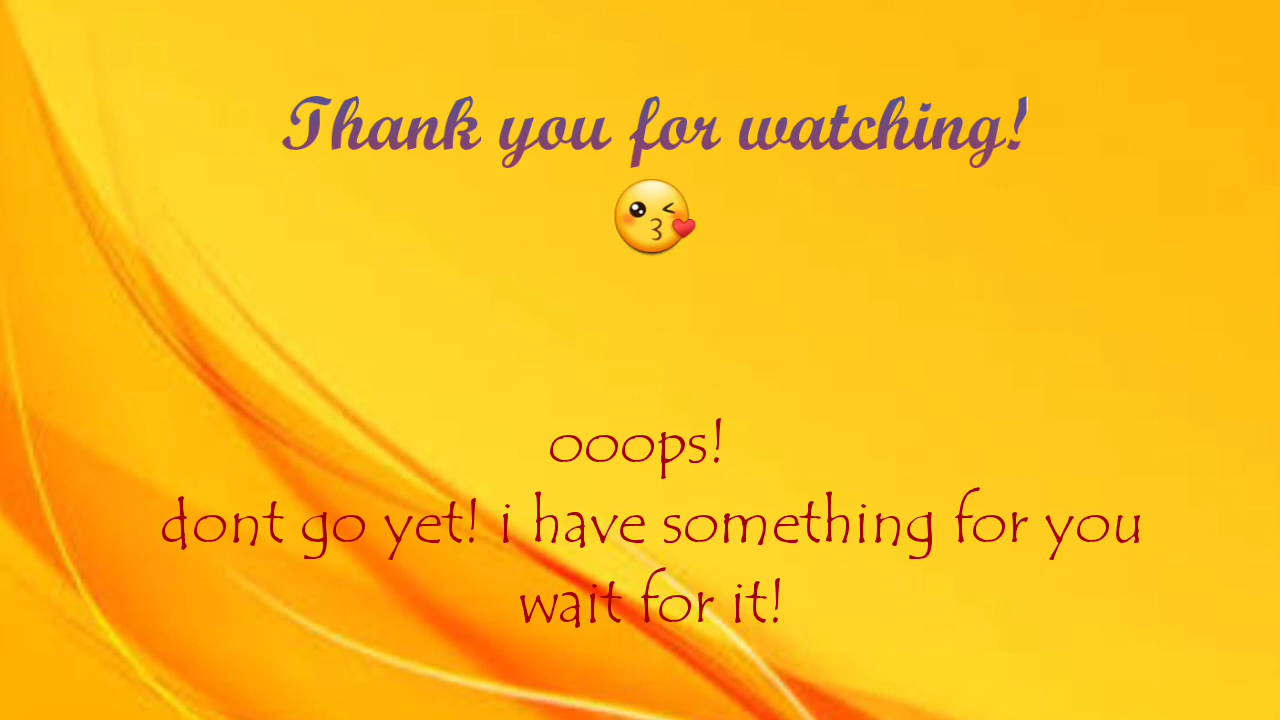 Thank you for watching!
😘
ooops!
dont go yet! i have something for you
wait for it!